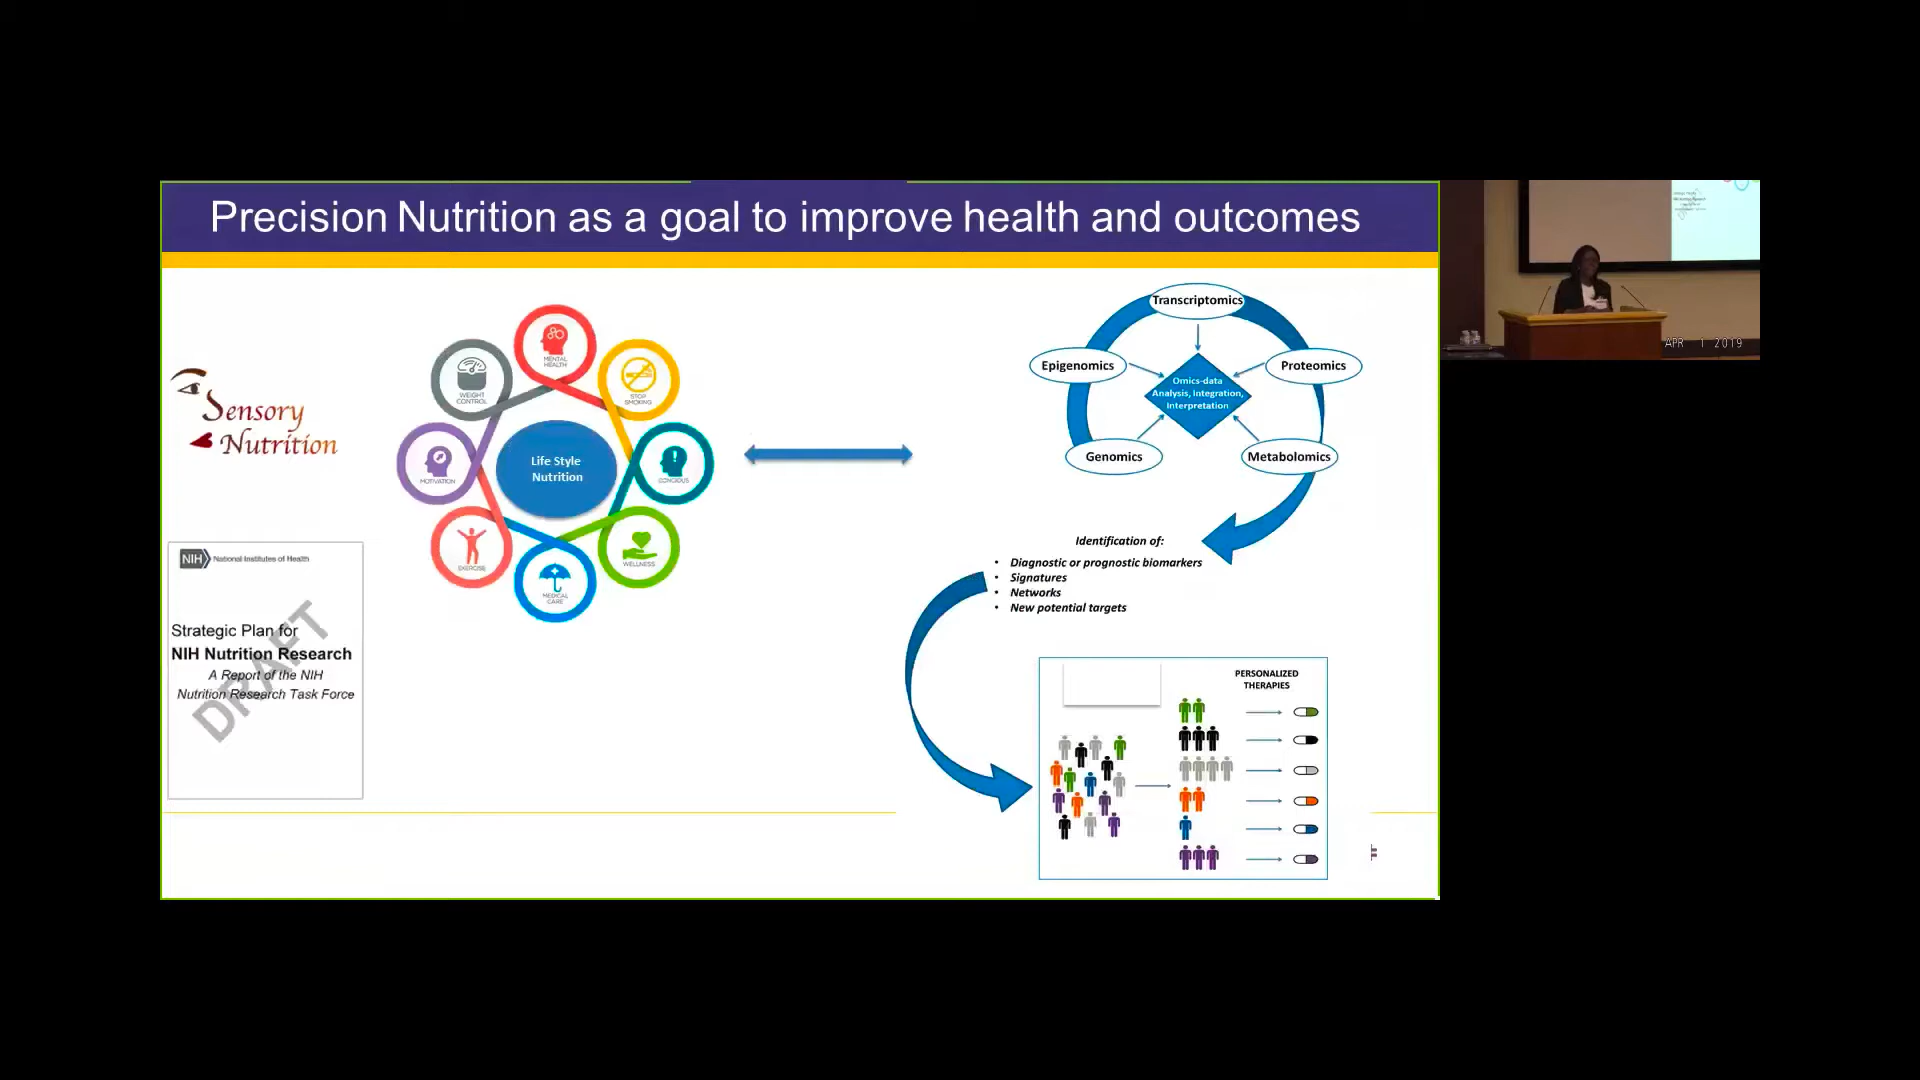 Precision Nutrition as a goal to improve health and outcomes
Sensory
Nutrition
NIH National Institutes of Health
Strategic Plan for
NIH Nutrition Research
A Report of the NIH
Nutrition Research Task Force
DRAFT
MENTAL
HEALTH
STOP
SMOKING
CONCIOUS
WELLNESS
MEDICAL
CARE
EXERCISE
MOTIVATION
WEIGHT
CONTROL
Life Style
Nutrition
Transcriptomics
Epigenomics
Proteomics
Omics-data
Analysis, Integration,
Interpretation
Genomics
Metabolomics
Identification of:
• Diagnostic or prognostic biomarkers
• Signatures
• Networks
• New potential targets
PERSONALIZED
THERAPIES
APR 1 2019